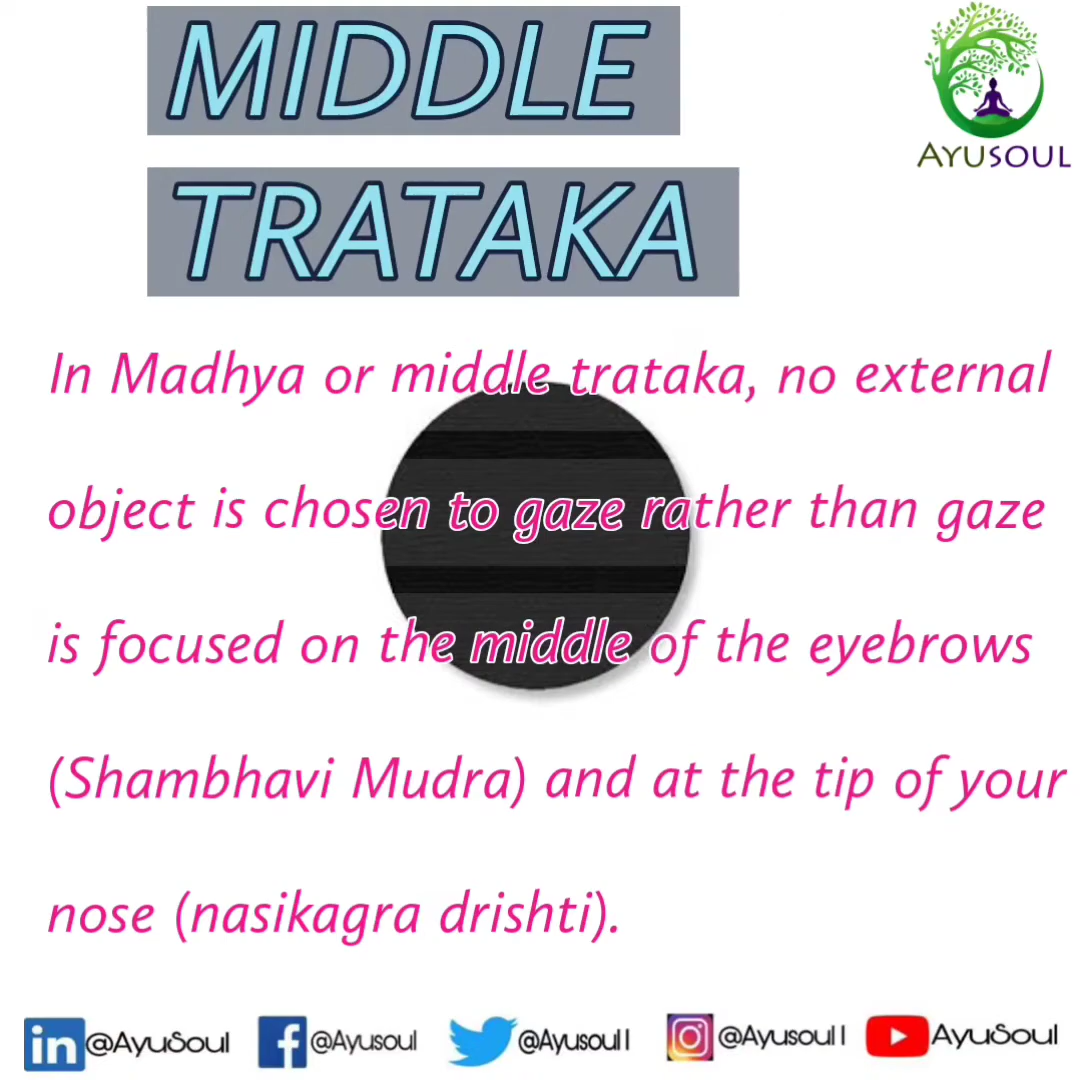 MIDDLE
TRATAKA
AYUSOUL
In Madhya or middle trataka, no external
object is chosen to gaze rather than gaze
is focused on the middle of the eyebrows
(Shambhavi Mudra) and at the tip of your
nose (nasikagra drishti).
in @AyuSoul f @Ayusoul @Ayusoul1 @Ayusoul1 AyuSoul